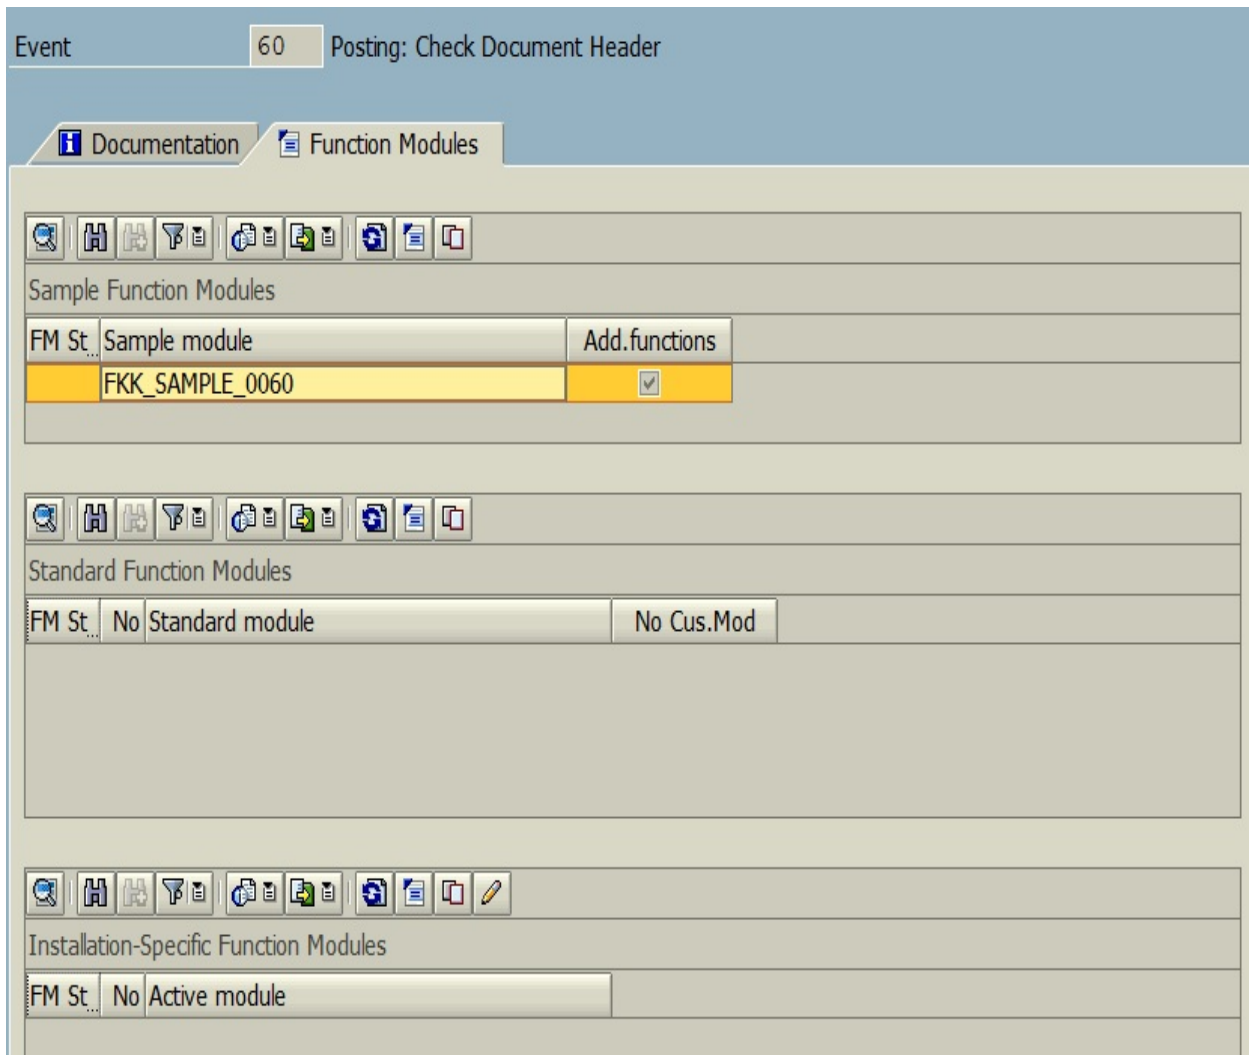 Event 60 Posting: Check Document Header
Documentation Function Modules
Sample Function Modules
FM St... Sample module Add.functions
FKK_SAMPLE_0060
Standard Function Modules
FM St... No Standard module No Cus.Mod
Installation-Specific Function Modules
FM St... No Active module